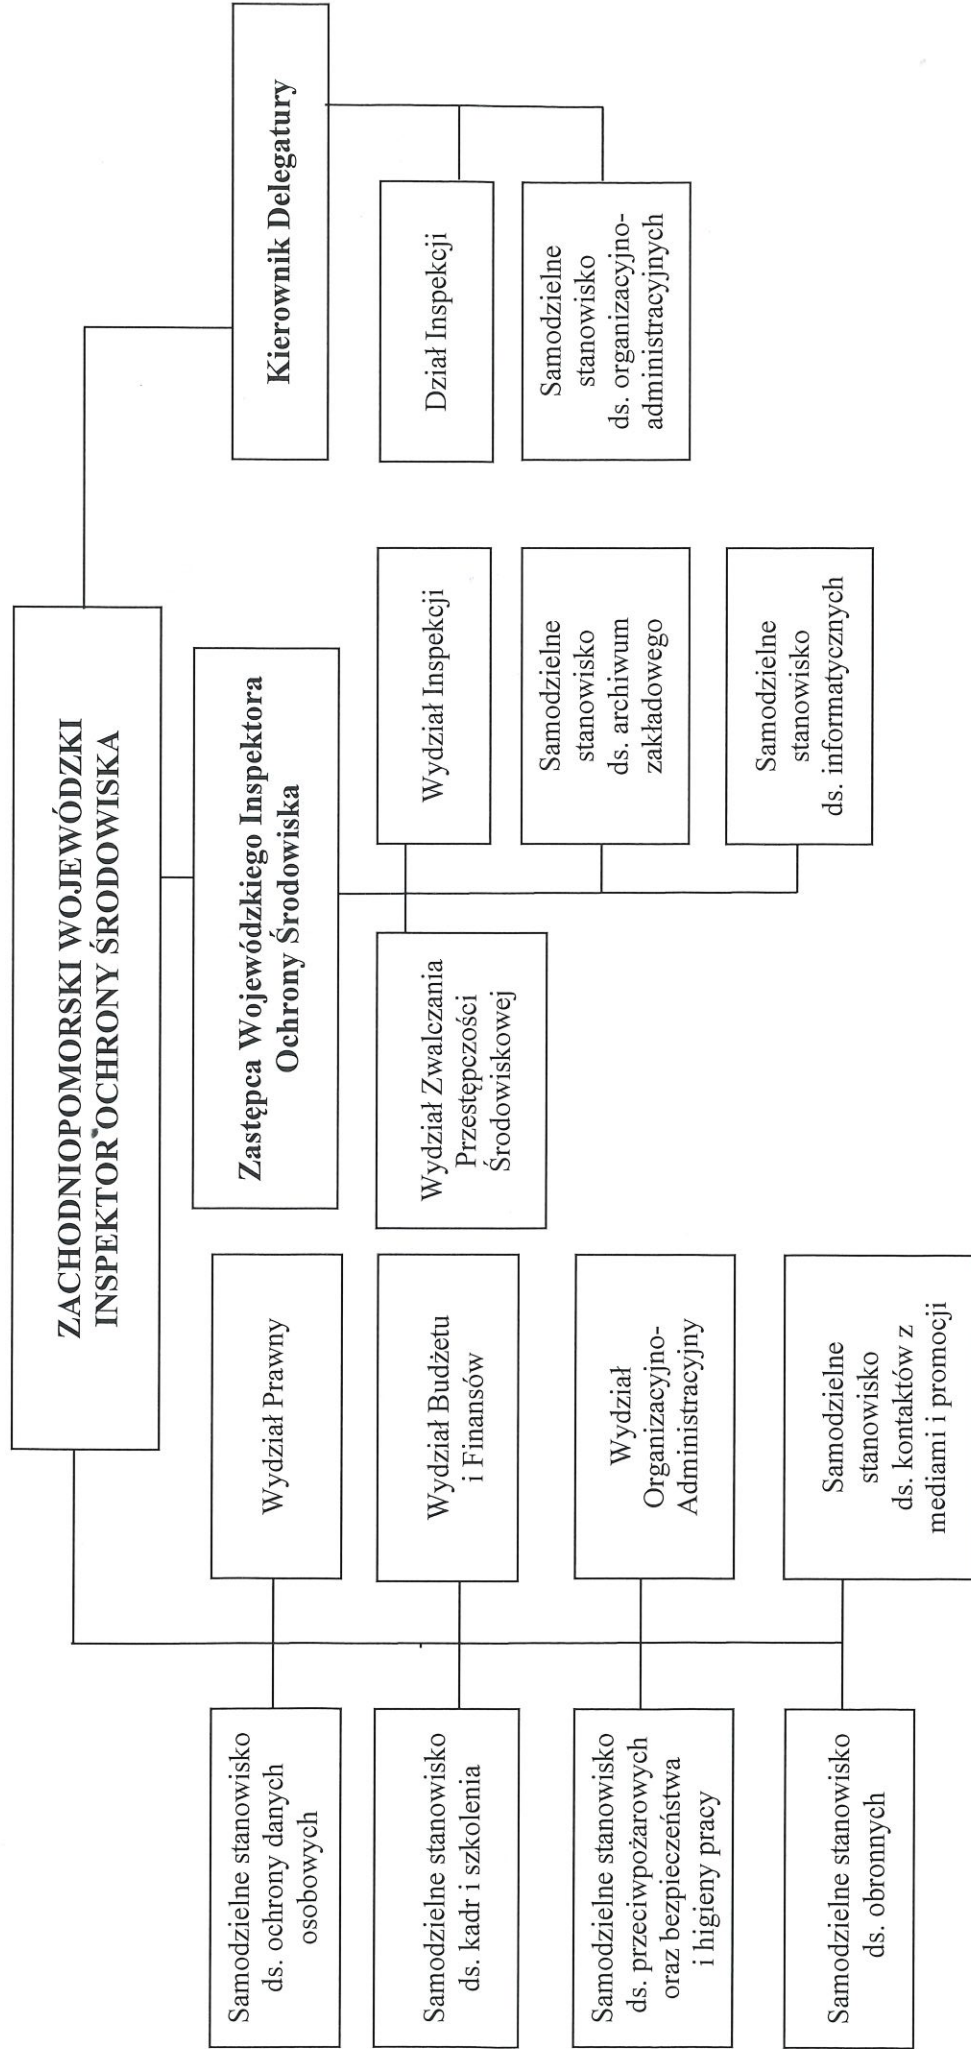 ZACHODNIOPOMORSKI WOJEWÓDZKI
INSPEKTOR OCHRONY ŚRODOWISKA
Zastępca Wojewódzkiego Inspektora
Ochrony Środowiska
Kierownik Delegatury
Samodzielne stanowisko
ds. ochrony danych
osobowych
Wydział Prawny
Samodzielne stanowisko
ds. kadr i szkolenia
Wydział Budżetu
i Finansów
Samodzielne stanowisko
ds. przeciwpożarowych
oraz bezpieczeństwa
i higieny pracy
Wydział
Organizacyjno-
Administracyjny
Samodzielne stanowisko
ds. obronnych
Samodzielne
stanowisko
ds. kontaktów z
mediami i promocji
Wydział Zwalczania
Przestępczości
Środowiskowej
Wydział Inspekcji
Samodzielne
stanowisko
ds. archiwum
zakładowego
Samodzielne
stanowisko
ds. informatycznych
Dział Inspekcji
Samodzielne
stanowisko
ds. organizacyjno-
administracyjnych